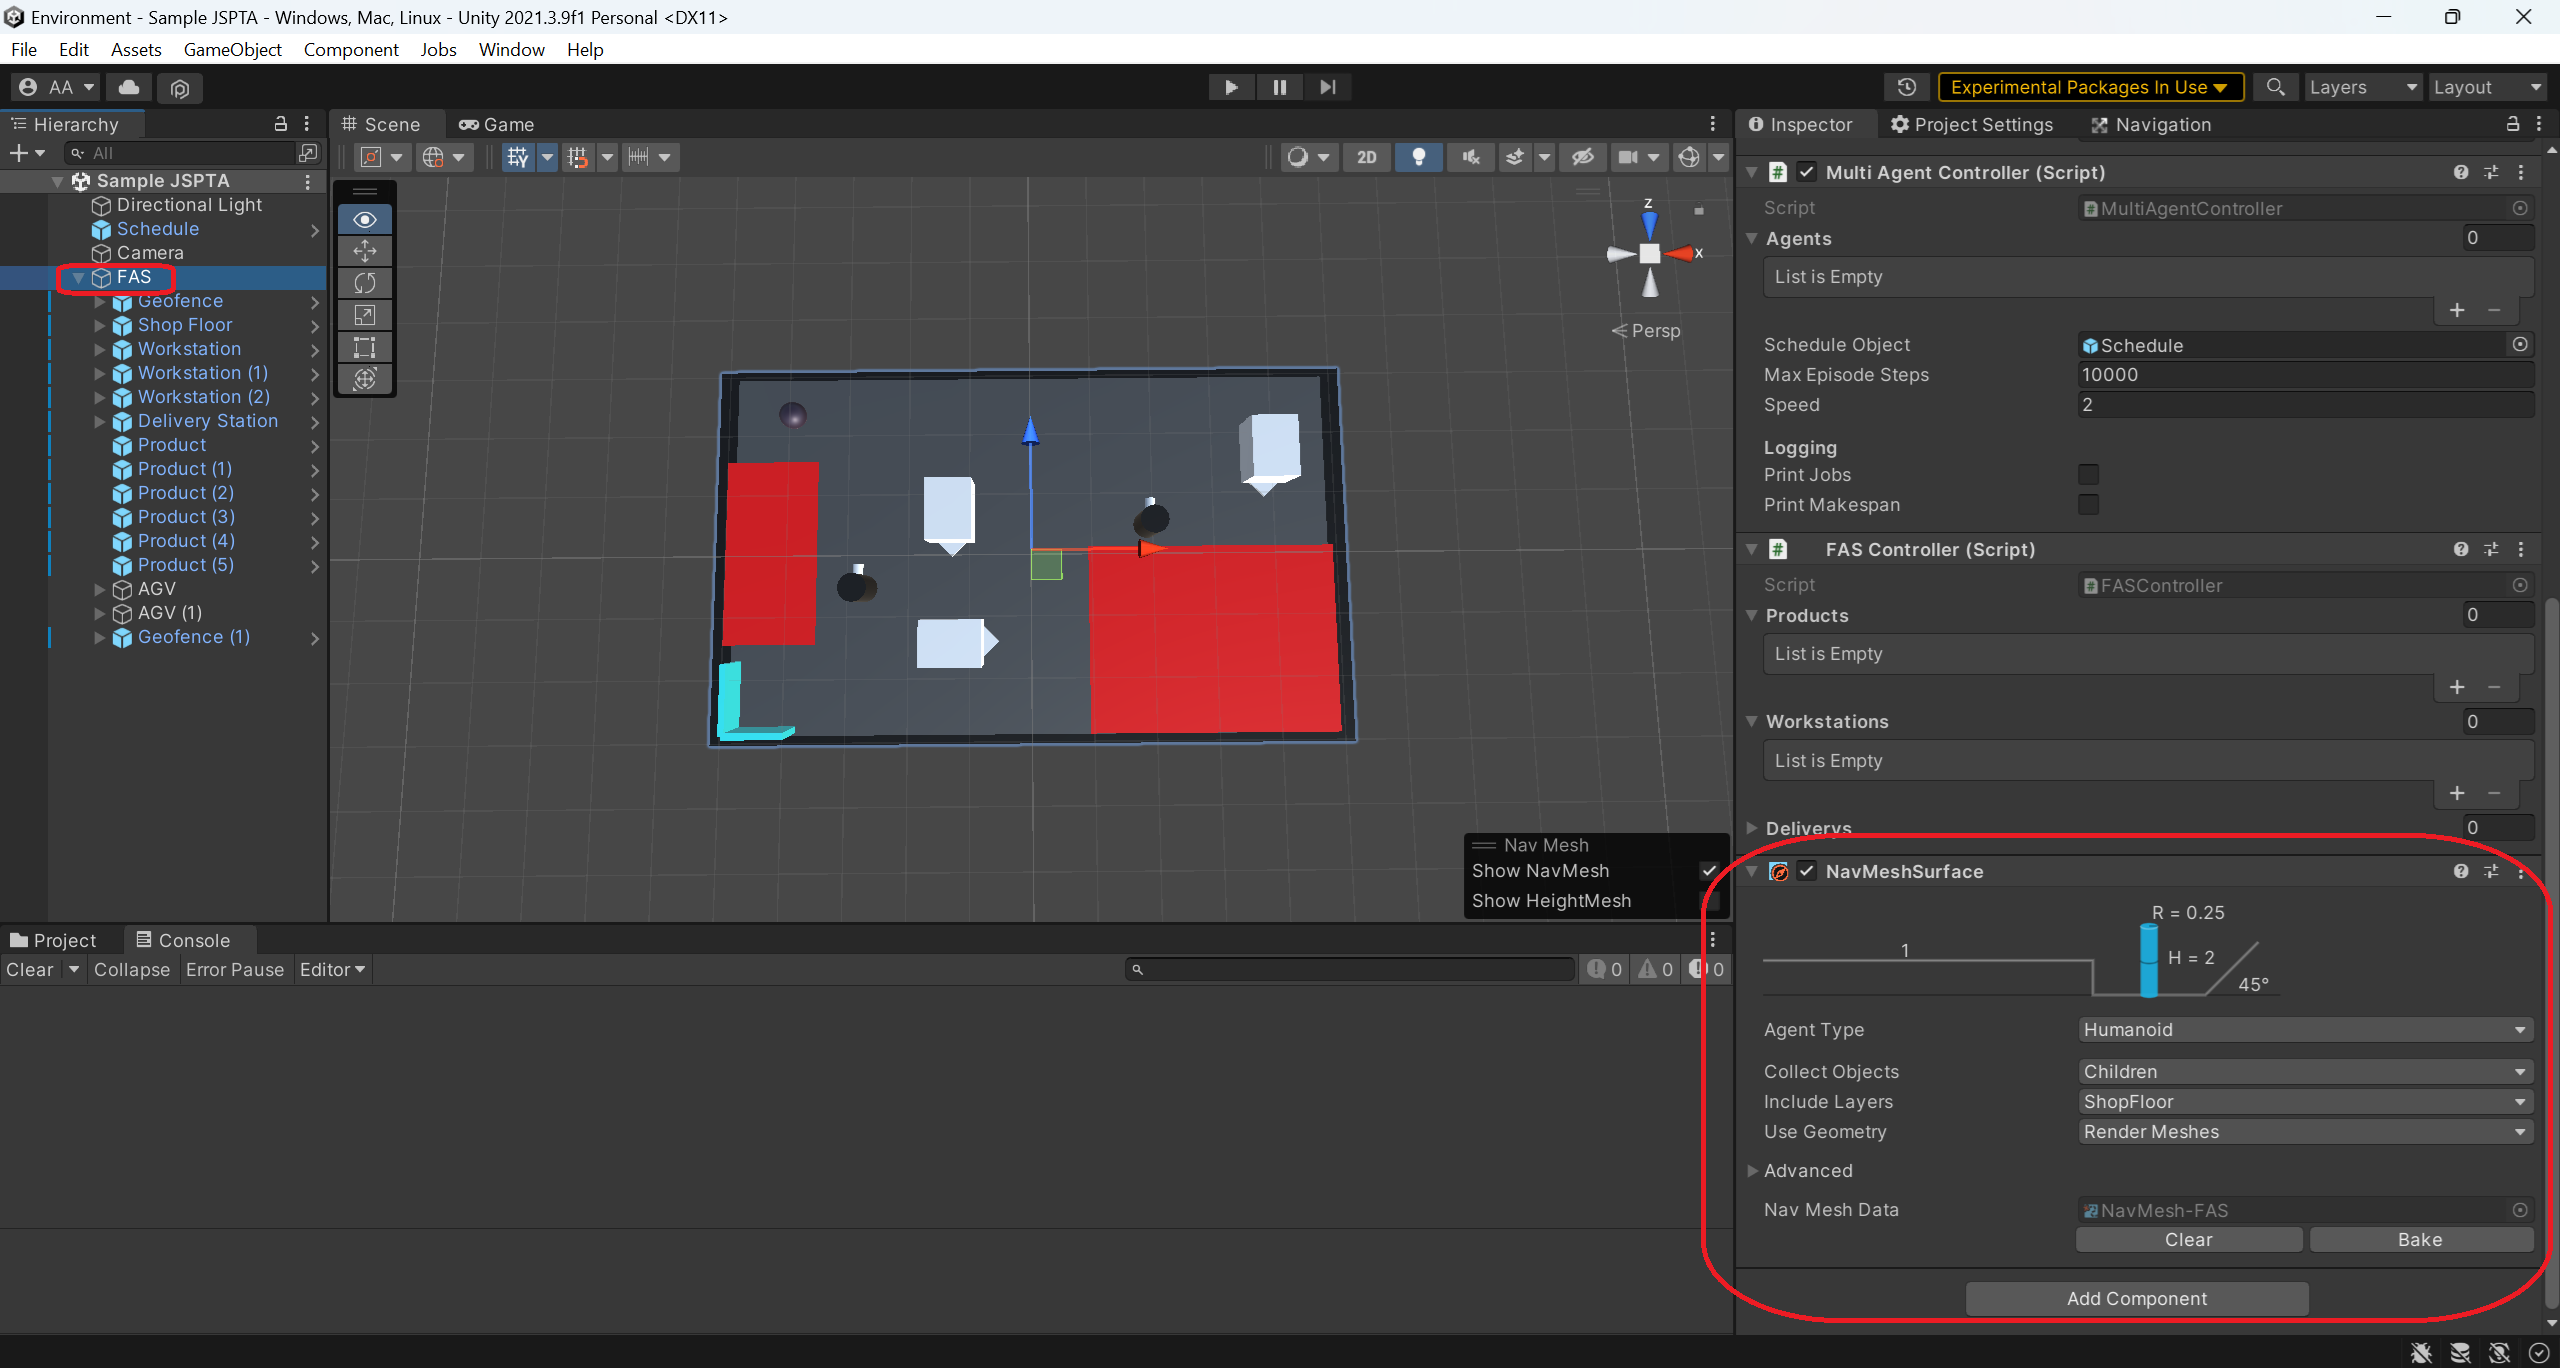 Environment - Sample JSPTA - Windows, Mac, Linux - Unity 2021.3.9f1 Personal <DX11>
File Edit Assets GameObject Component Jobs Window Help
AA Experimental Packages In Use Layers Layout
Hierarchy
All
Sample JSPTA
Directional Light
Schedule
Camera
FAS
Geofence
Shop Floor
Workstation
Workstation (1)
Workstation (2)
Delivery Station
Product
Product (1)
Product (2)
Product (3)
Product (4)
Product (5)
AGV
AGV (1)
Geofence (1)
Scene Game
2D
z
x
Persp
Nav Mesh
Show NavMesh
Show HeightMesh
Project Console
Clear Collapse Error Pause Editor
0 0 0
Inspector Project Settings Navigation
Multi Agent Controller (Script)
Script MultiAgentController
Agents 0
List is Empty
Schedule Object Schedule
Max Episode Steps 10000
Speed 2
Logging
Print Jobs
Print Makespan
FAS Controller (Script)
Script FASController
Products 0
List is Empty
Workstations 0
List is Empty
Deliverys 0
NavMeshSurface
R = 0.25
1
H = 2
45°
Agent Type Humanoid
Collect Objects Children
Include Layers ShopFloor
Use Geometry Render Meshes
Advanced
Nav Mesh Data NavMesh-FAS
Clear Bake
Add Component